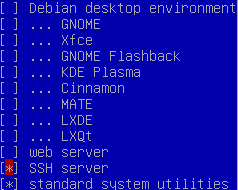 [ ] Debian desktop environment
[ ] ... GNOME
[ ] ... Xfce
[ ] ... GNOME Flashback
[ ] ... KDE Plasma
[ ] ... Cinnamon
[ ] ... MATE
[ ] ... LXDE
[ ] ... LXQt
[ ] web server
[*] SSH server
[*] standard system utilities